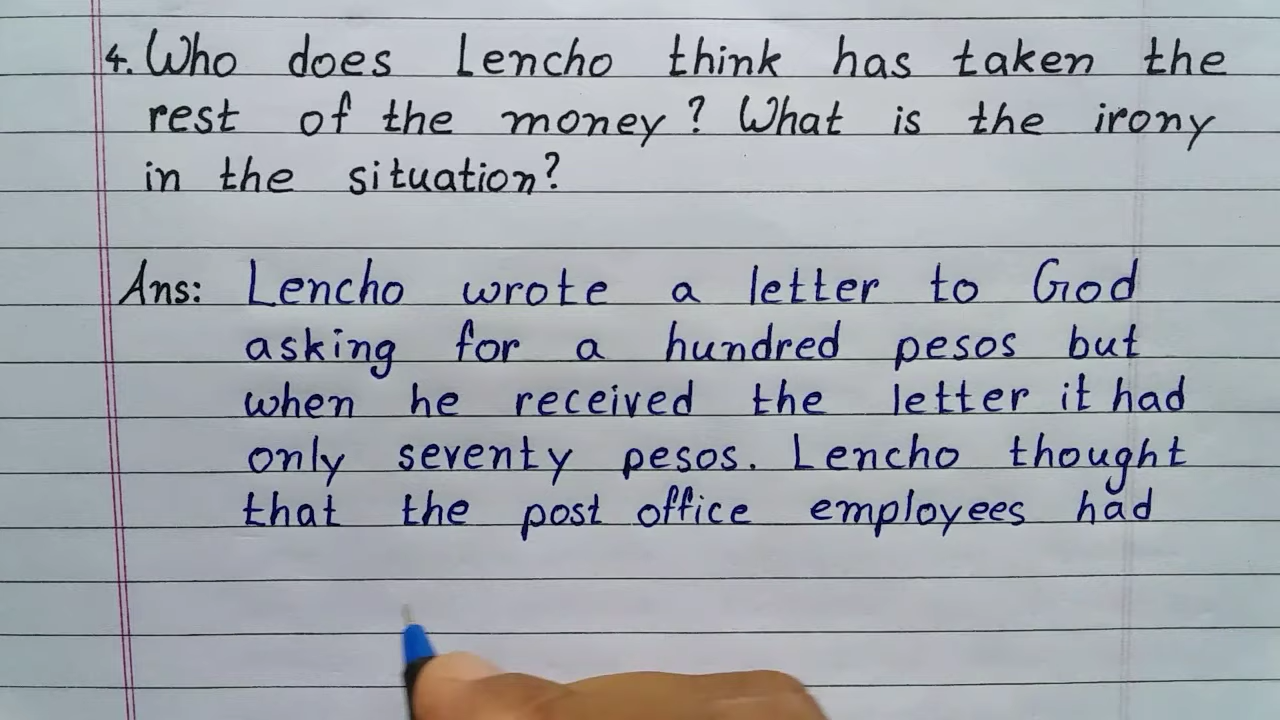 4. Who does Lencho think has taken the
rest of the money? What is the irony
in the situation?
Ans: Lencho wrote a letter to God
asking for a hundred pesos but
when he received the letter it had
only seventy pesos. Lencho thought
that the post office employees had